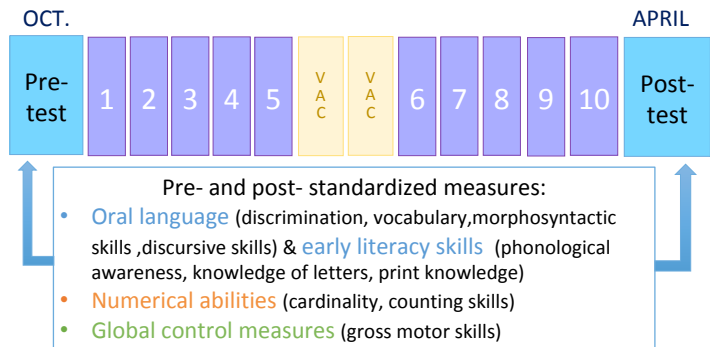 OCT. APRIL
Pre-test 1 2 3 4 5 VAC VAC 6 7 8 9 10 Post-test
Pre- and post- standardized measures:
• Oral language (discrimination, vocabulary,morphosyntactic
skills ,discursive skills) & early literacy skills (phonological
awareness, knowledge of letters, print knowledge)
• Numerical abilities (cardinality, counting skills)
• Global control measures (gross motor skills)